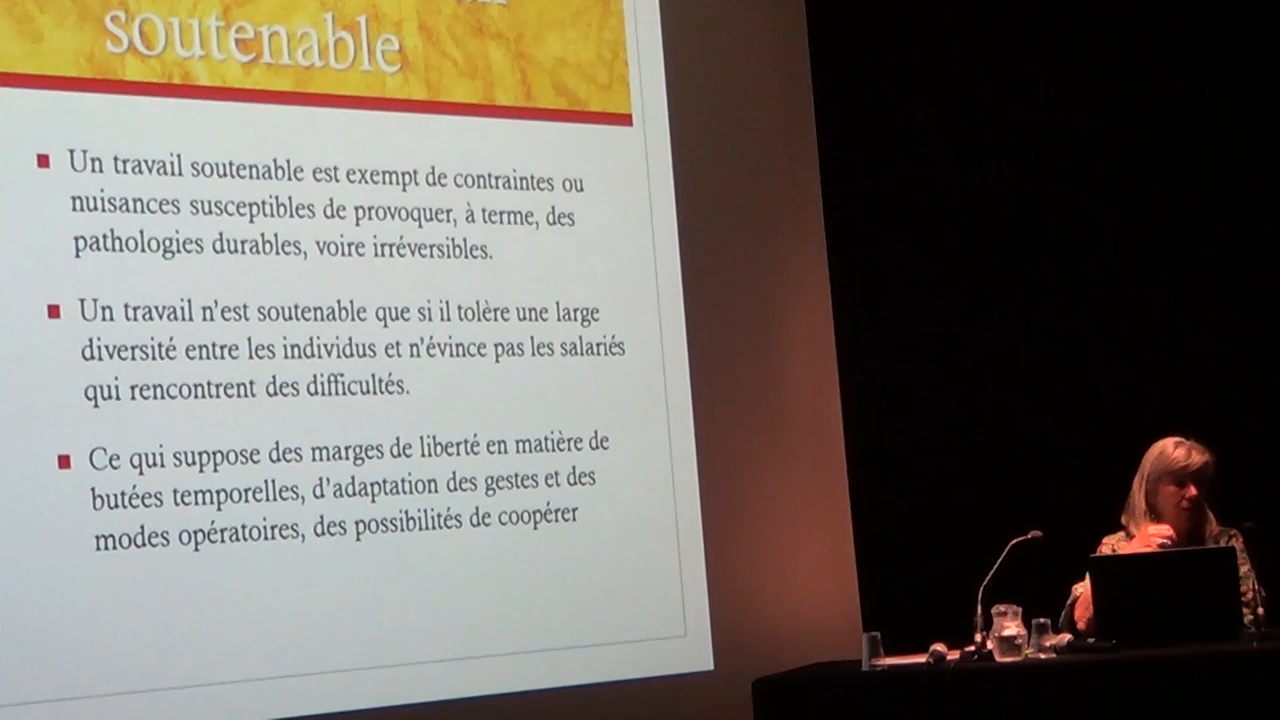 soutenable
Un travail soutenable est exempt de contraintes ou
nuisances susceptibles de provoquer, à terme, des
pathologies durables, voire irréversibles.
Un travail n'est soutenable que si il tolère une large
diversité entre les individus et n'évince pas les salariés
qui rencontrent des difficultés.
Ce qui suppose des marges de liberté en matière de
butées temporelles, d'adaptation des gestes et des
modes opératoires, des possibilités de coopérer